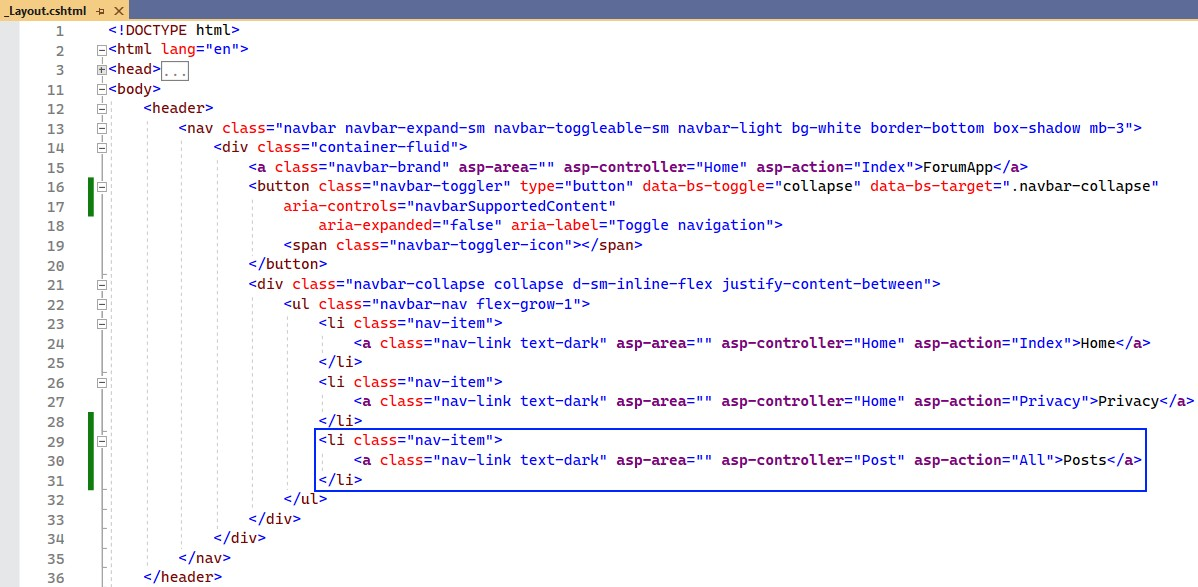 _Layout.cshtml
1 <!DOCTYPE html>
2 <html lang="en">
3 <head>...
11 <body>
12 <header>
13 <nav class="navbar navbar-expand-sm navbar-toggleable-sm navbar-light bg-white border-bottom box-shadow mb-3">
14 <div class="container-fluid">
15 <a class="navbar-brand" asp-area="" asp-controller="Home" asp-action="Index">ForumApp</a>
16 <button class="navbar-toggler" type="button" data-bs-toggle="collapse" data-bs-target=".navbar-collapse"
17 aria-controls="navbarSupportedContent"
18 aria-expanded="false" aria-label="Toggle navigation">
19 <span class="navbar-toggler-icon"></span>
20 </button>
21 <div class="navbar-collapse collapse d-sm-inline-flex justify-content-between">
22 <ul class="navbar-nav flex-grow-1">
23 <li class="nav-item">
24 <a class="nav-link text-dark" asp-area="" asp-controller="Home" asp-action="Index">Home</a>
25 </li>
26 <li class="nav-item">
27 <a class="nav-link text-dark" asp-area="" asp-controller="Home" asp-action="Privacy">Privacy</a>
28 </li>
29 <li class="nav-item">
30 <a class="nav-link text-dark" asp-area="" asp-controller="Post" asp-action="All">Posts</a>
31 </li>
32 </ul>
33 </div>
34 </div>
35 </nav>
36 </header>